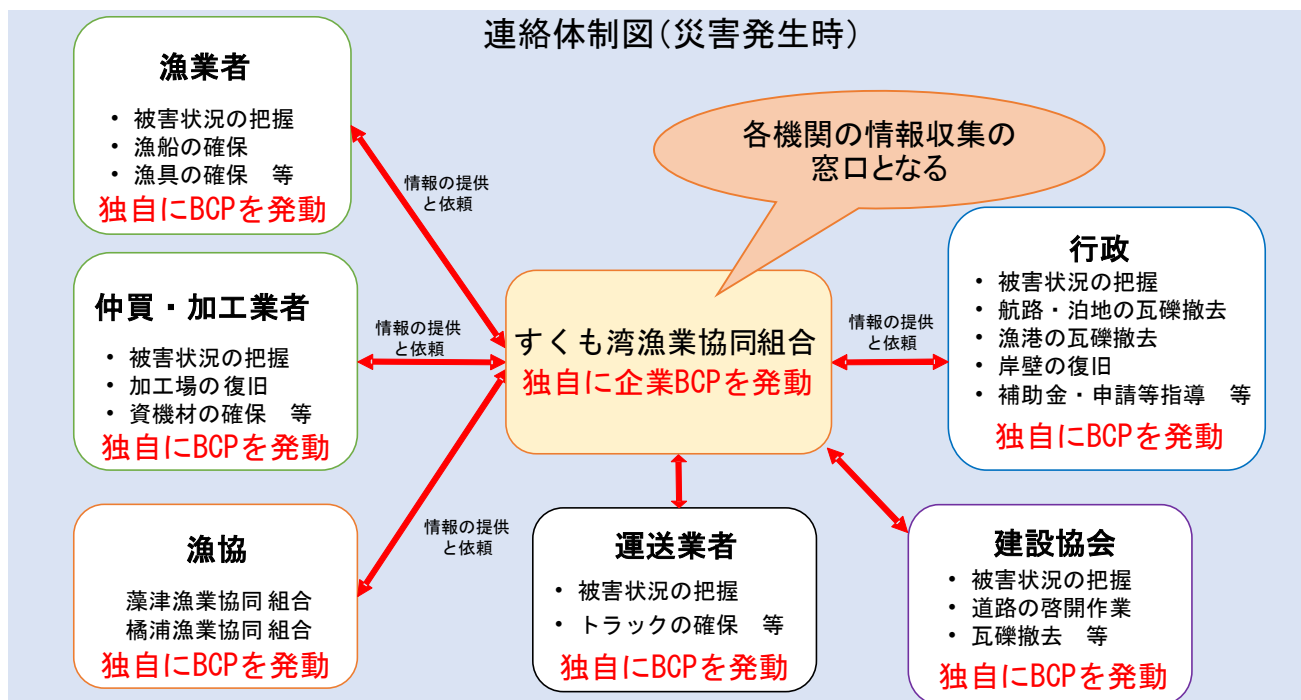 連絡体制図(災害発生時)
漁業者
• 被害状況の把握
• 漁船の確保
• 漁具の確保　等
独自にBCPを発動
各機関の情報収集の
窓口となる
情報の提供
と依頼
仲買・加工業者
• 被害状況の把握
• 加工場の復旧
• 資機材の確保　等
独自にBCPを発動
情報の提供
と依頼
すくも湾漁業協同組合
独自に企業BCPを発動
情報の提供
と依頼
行政
• 被害状況の把握
• 航路・泊地の瓦礫撤去
• 漁港の瓦礫撤去
• 岸壁の復旧
• 補助金・申請等指導　等
独自にBCPを発動
漁協
藻津漁業協同組合
橘浦漁業協同組合
独自にBCPを発動
情報の提供
と依頼
運送業者
• 被害状況の把握
• トラックの確保　等
独自にBCPを発動
建設協会
• 被害状況の把握
• 道路の啓開作業
• 瓦礫撤去　等
独自にBCPを発動